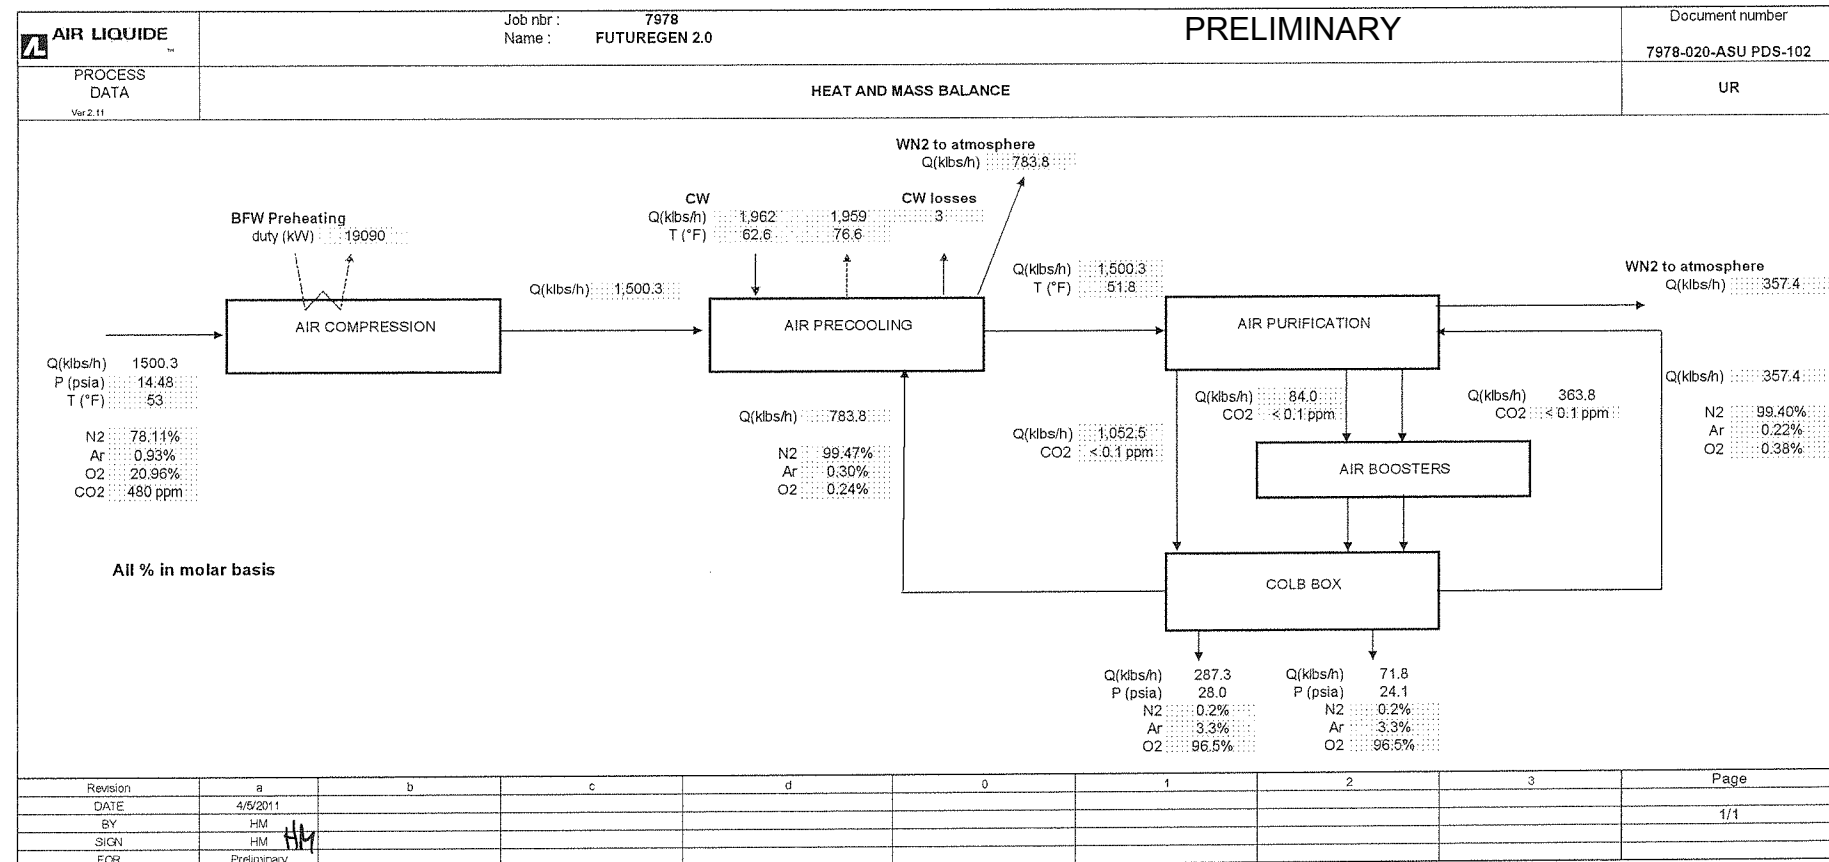 AIR LIQUIDE
TM
Job nbr : 7978
Name : FUTUREGEN 2.0
PRELIMINARY
Document number
7978-020-ASU PDS-102
PROCESS
DATA
Ver 2.11
HEAT AND MASS BALANCE
UR
WN2 to atmosphere
Q(klbs/h) 783.8
CW CW losses
Q(klbs/h) 1,962 1,959 3
T (°F) 62.6 76.6
BFW Preheating
duty (kW) 19090
Q(klbs/h) 1,500.3
Q(klbs/h) 1,500.3
T (°F) 51.8
WN2 to atmosphere
Q(klbs/h) 357.4
AIR COMPRESSION
AIR PRECOOLING
AIR PURIFICATION
Q(klbs/h) 1500.3
P (psia) 14.48
T (°F) 53
N2 78.11%
Ar 0.93%
O2 20.96%
CO2 480 ppm
Q(klbs/h) 783.8
N2 99.47%
Ar 0.30%
O2 0.24%
Q(klbs/h) 1,052.5
CO2 < 0.1 ppm
Q(klbs/h) 84.0
CO2 < 0.1 ppm
Q(klbs/h) 363.8
CO2 < 0.1 ppm
Q(klbs/h) 357.4
N2 99.40%
Ar 0.22%
O2 0.38%
AIR BOOSTERS
All % in molar basis
COLB BOX
Q(klbs/h) 287.3
P (psia) 28.0
N2 0.2%
Ar 3.3%
O2 96.5%
Q(klbs/h) 71.8
P (psia) 24.1
N2 0.2%
Ar 3.3%
O2 96.5%
Revision a b c d 0 1 2 3 Page
DATE 4/5/2011
BY HM 1/1
SIGN HM HM
FOR Preliminary